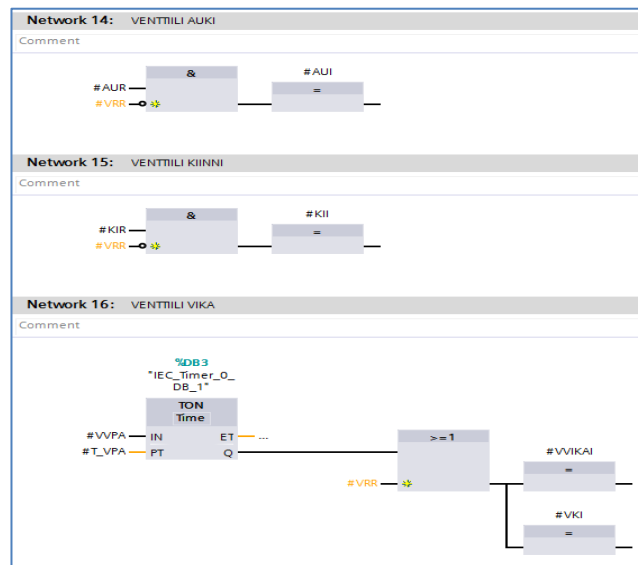 Network 14: VENTTIILI AUKI
Comment
&
#AUI
#AUR
=
#VRR
Network 15: VENTTIILI KIINNI
Comment
&
#KII
#KIR
=
#VRR
Network 16: VENTTIILI VIKA
Comment
%DB3
"IEC_Timer_0_
DB_1"
TON
Time
#VVPA IN ET ...
#T_VPA PT Q
>=1
#VVIKAI
=
#VRR
#VKI
=